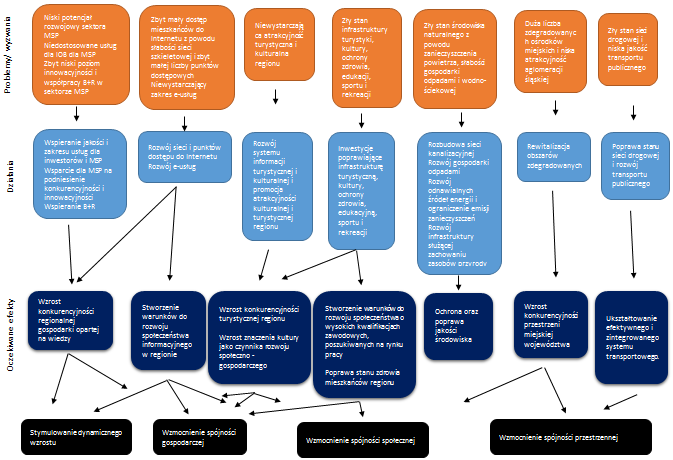 Problemy/ wyzwania
Niski potencjał
rozwojowy sektora
MSP
Niedostosowanie usług
dla IOB dla MSP
Zbyt niski poziom
innowacyjności i
współpracy B+R w
sektorze MSP
Zbyt mały dostęp
mieszkańców do
Internetu z powodu
słabości sieci
szkieletowej i zbyt
małej liczby punktów
dostępowych
Niewystarczający
zakres e-usług
Niewystarczając
a atrakcyjność
turystyczna i
kulturalna
regionu
Zły stan
infrastruktury
turystyki,
kultury,
ochrony
zdrowia,
edukacji,
sportu i
rekreacji
Zły stan środowiska
naturalnego z
powodu
zanieczyszczenia
powietrza, słabość
gospodarki
odpadami i wodno-
ściekowej
Duża liczba
zdegradowanyc
h ośrodków
miejskich i niska
atrakcyjność
aglomeracji
śląskiej
Zły stan sieci
drogowej i
niska jakość
transportu
publicznego
Działania
Wspieranie jakości i
zakresu usług dla
inwestorów i MSP
Wsparcie dla MSP na
podniesienie
konkurencyjności i
innowacyjności
Wspieranie B+R
Rozwój sieci i punktów
dostępu do Internetu
Rozwój e-usług
Rozwój
systemu
informacji
turystycznej i
kulturalnej i
promocja
atrakcyjności
kulturalnej i
turystycznej
regionu
Inwestycje
poprawiające
infrastrukturę
turystyczną,
kultury,
ochrony
zdrowia,
edukacyjną,
sportu i
rekreacji
Rozbudowa sieci
kanalizacyjnej
Rozwój gospodarki
odpadami
Rozwój
odnawialnych
źródeł energii i
ograniczenie emisji
zanieczyszczeń
Rozwój
infrastruktury
służącej
zachowaniu
zasobów przyrody
Rewitalizacja
obszarów
zdegradowanych
Poprawa stanu
sieci drogowej i
rozwój
transportu
publicznego
Oczekiwane efekty
Wzrost
konkurencyjności
regionalnej
gospodarki opartej
na wiedzy
Stworzenie
warunków do
rozwoju
społeczeństwa
informacyjnego
w regionie
Wzrost konkurencyjności
turystycznej regionu
Wzrost znaczenia kultury
jako czynnika rozwoju
społeczno -
gospodarczego
Stworzenie warunków do
rozwoju społeczeństwa o
wysokich kwalifikacjach
zawodowych,
poszukiwanych na rynku
pracy
Poprawa stanu zdrowia
mieszkańców regionu
Ochrona oraz
poprawa
jakości
środowiska
Wzrost
konkurencyjności
przestrzeni
miejskiej
województwa
Ukształtowanie
efektywnego i
zintegrowanego
systemu
transportowego.
Stymulowanie dynamicznego
wzrostu
Wzmocnienie spójności
gospodarczej
Wzmocnienie spójności społecznej
Wzmocnienie spójności przestrzennej